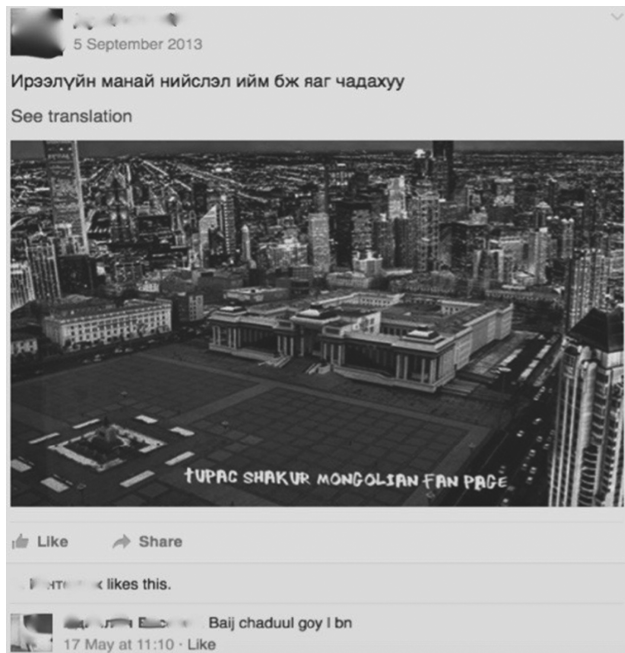 5 September 2013
Ирээлүйн манай нийслэл ийм бж яаг чадахуу
See translation
tUPAC SHAKUR MONGOLIAN FAN PAGE
Like Share
likes this.
Baij chaduul goy l bn
17 May at 11:10 · Like